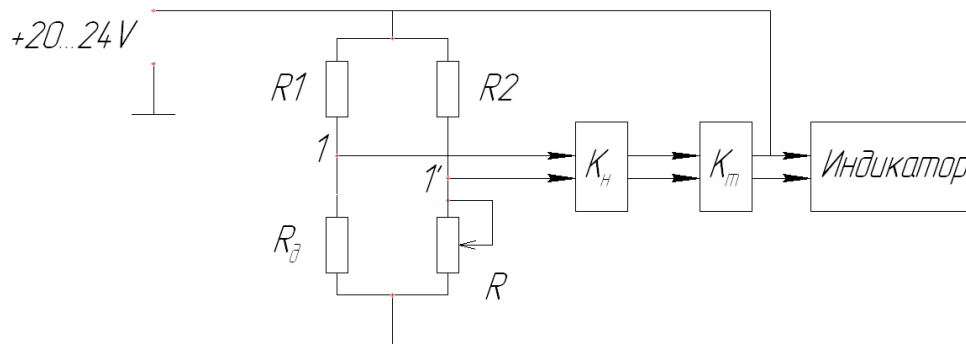 +20...24V
R1
R2
1
1'
Kн
Kт
Индикатор
Rд
R